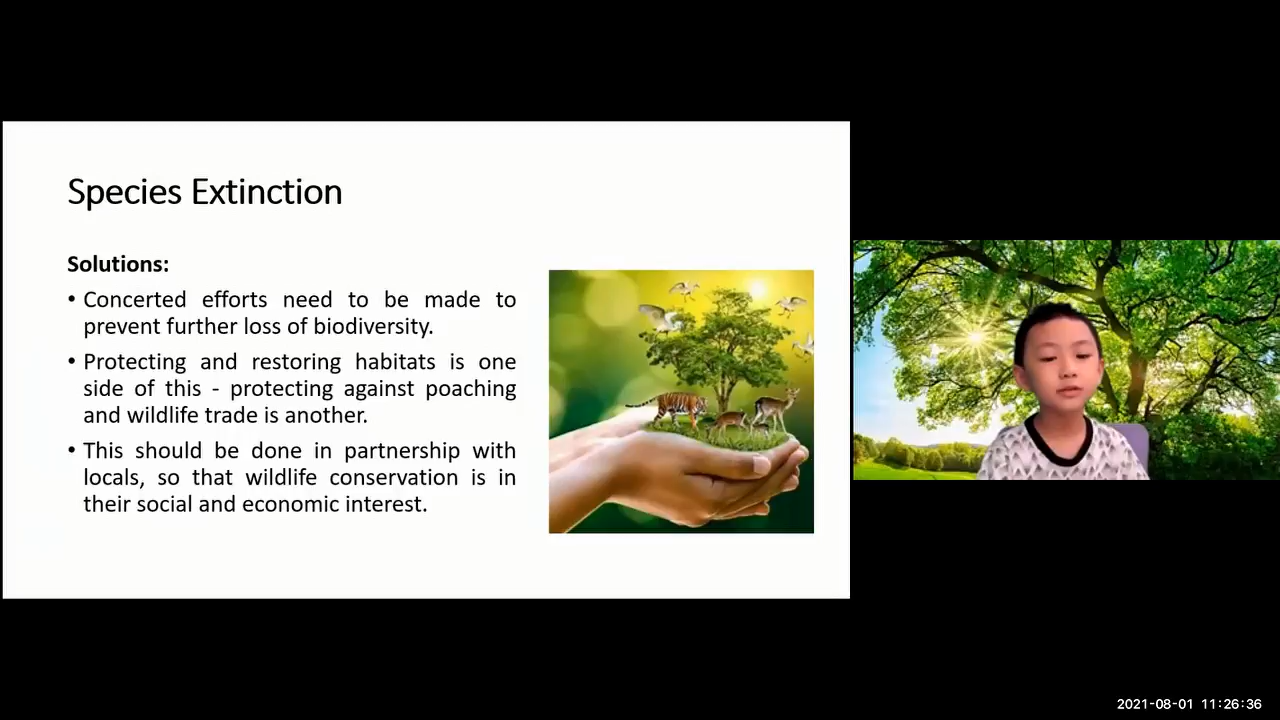 Species Extinction
Solutions:
• Concerted efforts need to be made to
prevent further loss of biodiversity.
• Protecting and restoring habitats is one
side of this - protecting against poaching
and wildlife trade is another.
• This should be done in partnership with
locals, so that wildlife conservation is in
their social and economic interest.
2021-08-01 11:26:36